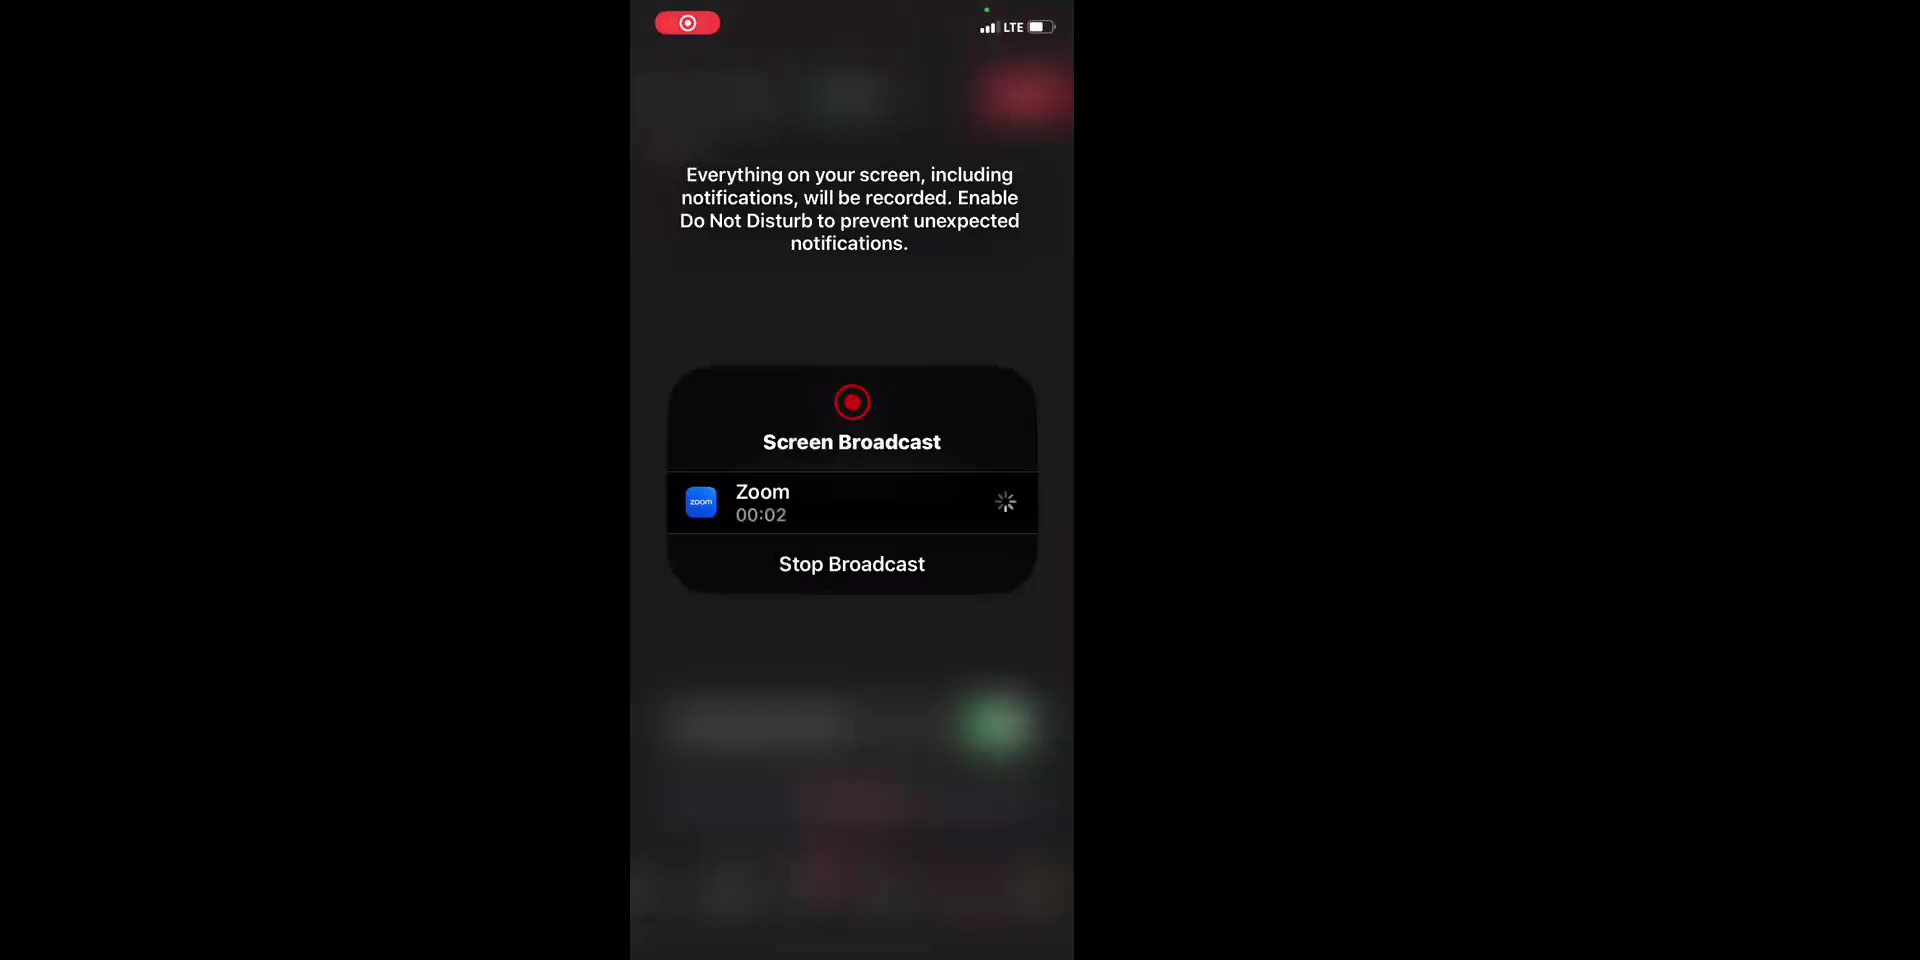 LTE
Everything on your screen, including
notifications, will be recorded. Enable
Do Not Disturb to prevent unexpected
notifications.
Screen Broadcast
zoom
Zoom
00:02
Stop Broadcast